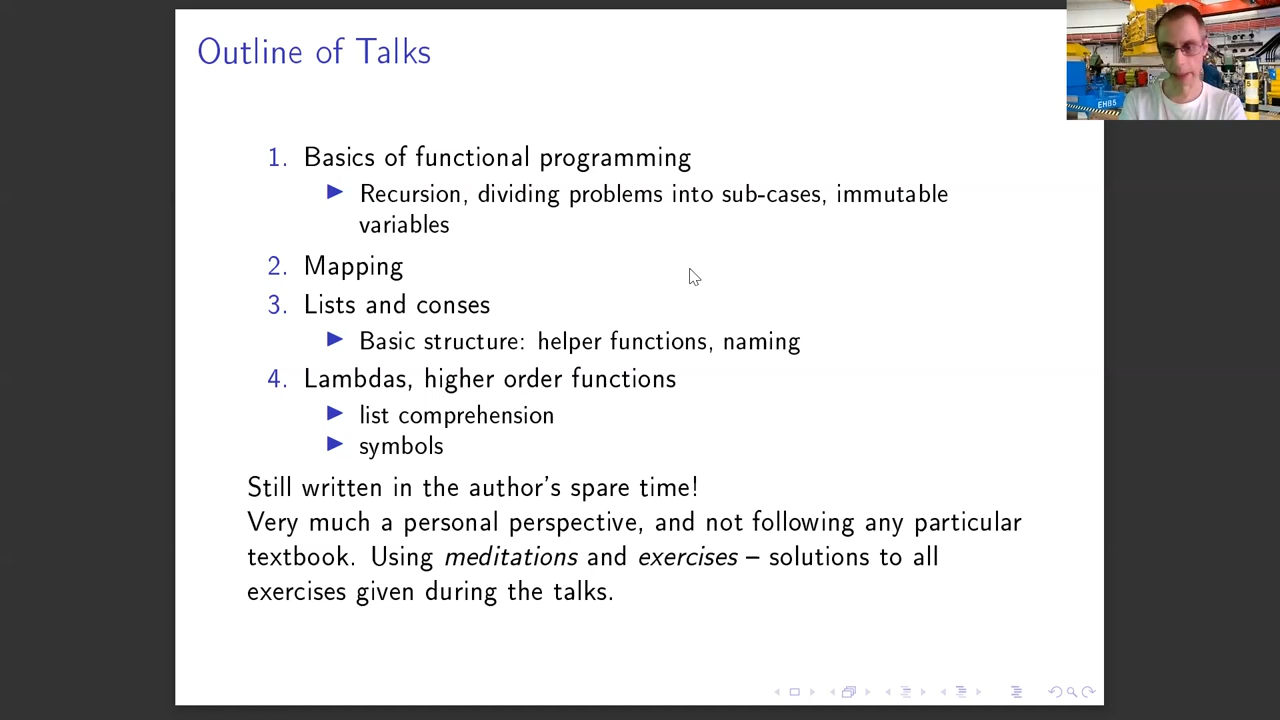 Outline of Talks
1. Basics of functional programming
▶ Recursion, dividing problems into sub-cases, immutable
variables
2. Mapping
3. Lists and conses
▶ Basic structure: helper functions, naming
4. Lambdas, higher order functions
▶ list comprehension
▶ symbols
Still written in the author's spare time!
Very much a personal perspective, and not following any particular
textbook. Using meditations and exercises – solutions to all
exercises given during the talks.
EHB5
5